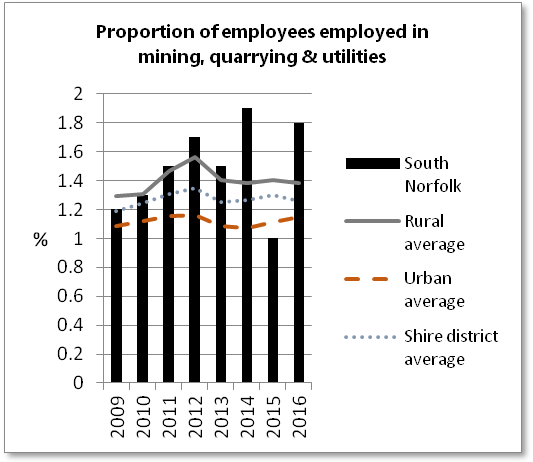 Proportion of employees employed in
mining, quarrying & utilities
2
1.8
1.6
1.4
1.2
1
0.8
0.6
0.4
0.2
0
%
2009
2010
2011
2012
2013
2014
2015
2016
South
Norfolk
Rural
average
Urban
average
Shire district
average